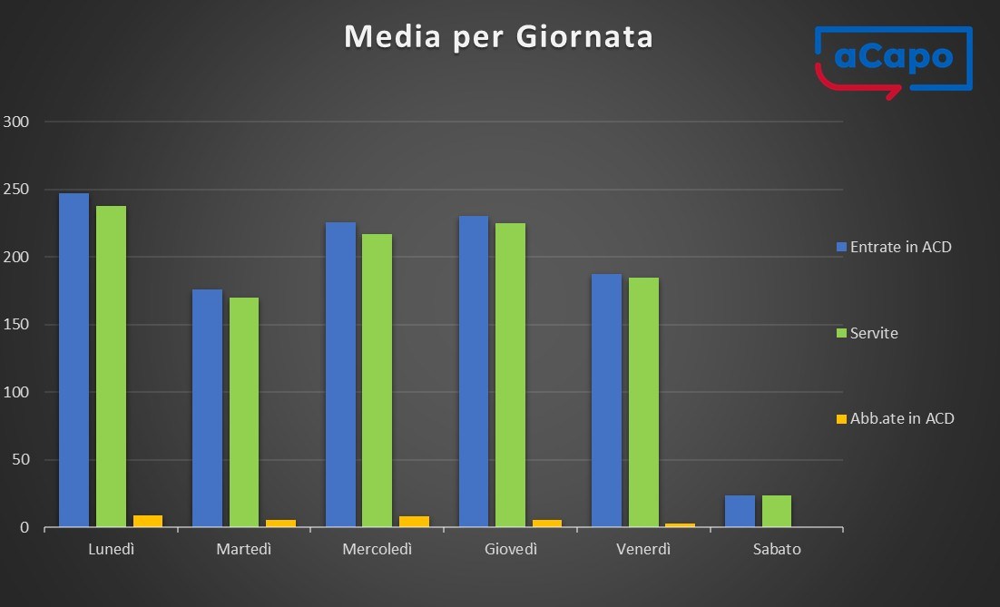 Media per Giornata
aCapo
300
250
200
150
100
50
0
Lunedì
Martedì
Mercoledì
Giovedì
Venerdì
Sabato
Entrate in ACD
Servite
Abb.ate in ACD